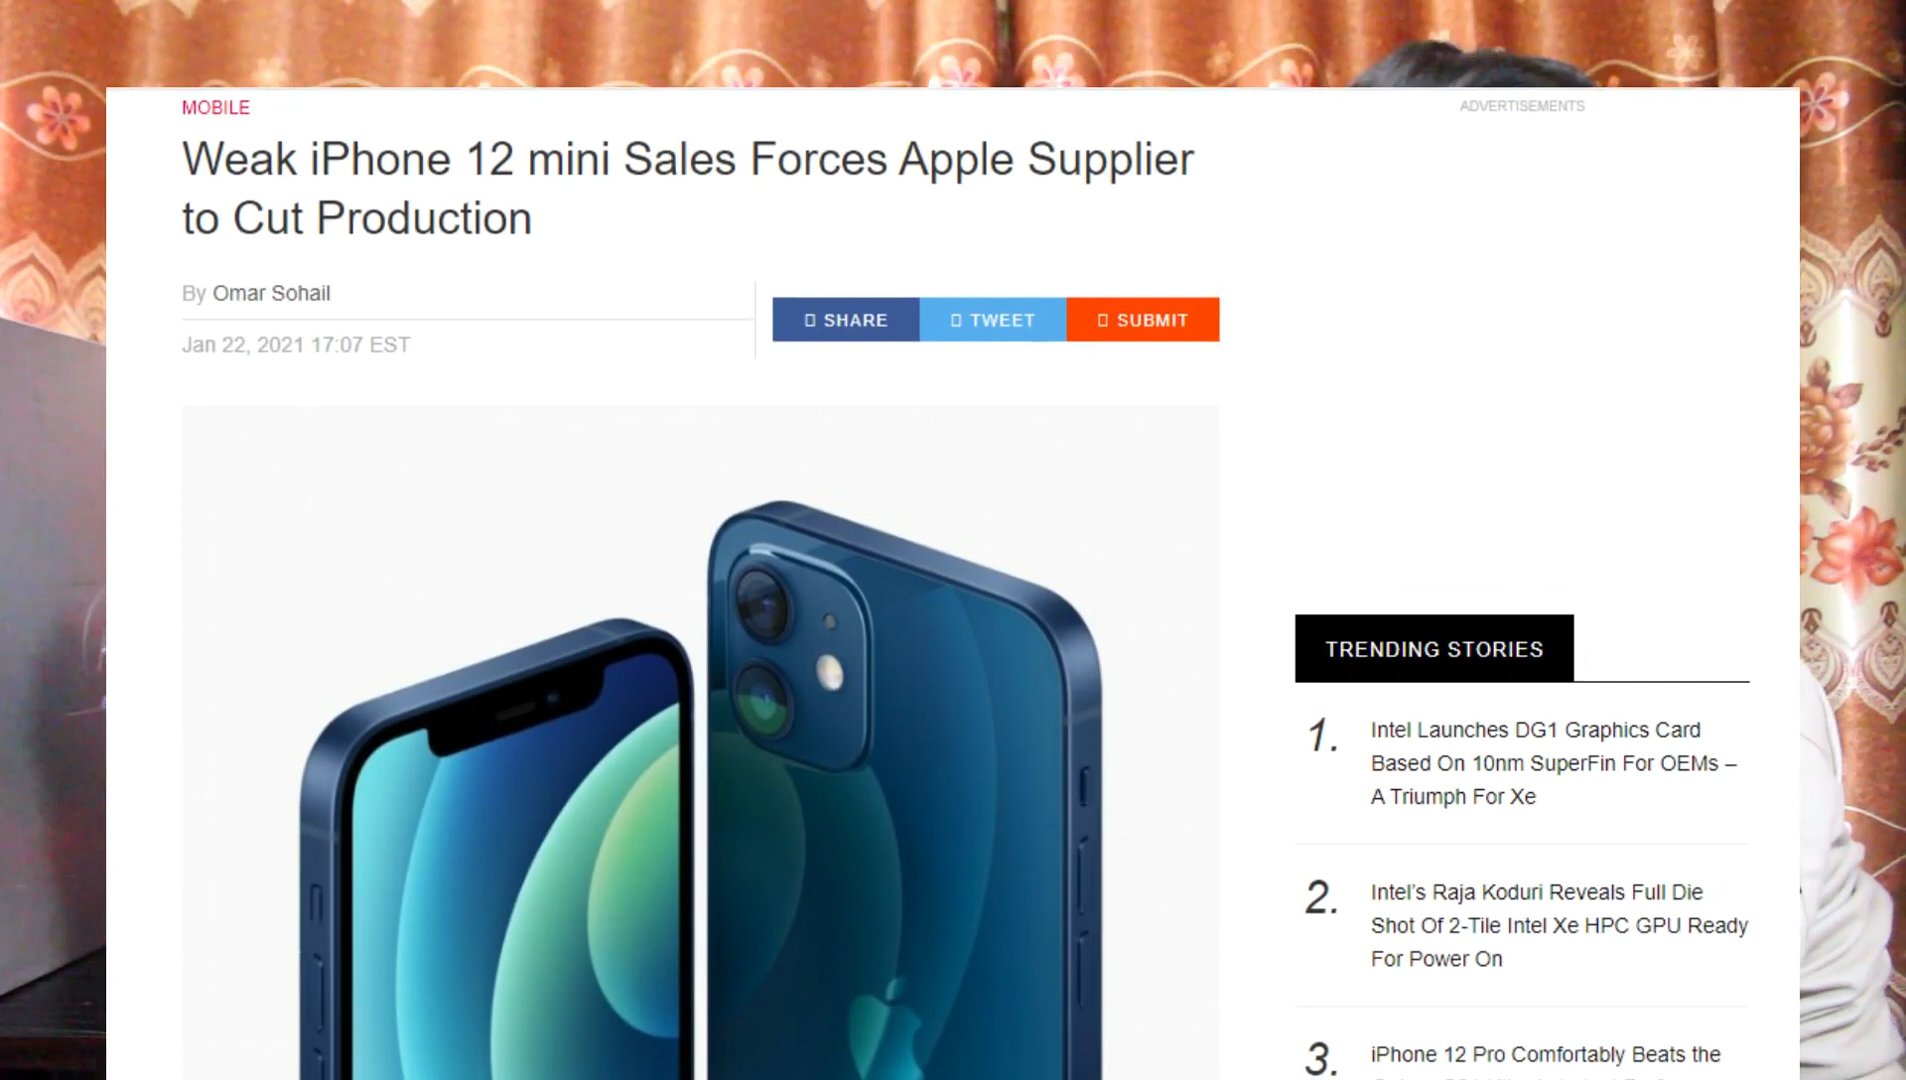 MOBILE
ADVERTISEMENTS
Weak iPhone 12 mini Sales Forces Apple Supplier
to Cut Production
By Omar Sohail
Jan 22, 2021 17:07 EST
SHARE
TWEET
SUBMIT
TRENDING STORIES
1.
Intel Launches DG1 Graphics Card
Based On 10nm SuperFin For OEMs –
A Triumph For Xe
2.
Intel’s Raja Koduri Reveals Full Die
Shot Of 2-Tile Intel Xe HPC GPU Ready
For Power On
3.
iPhone 12 Pro Comfortably Beats the